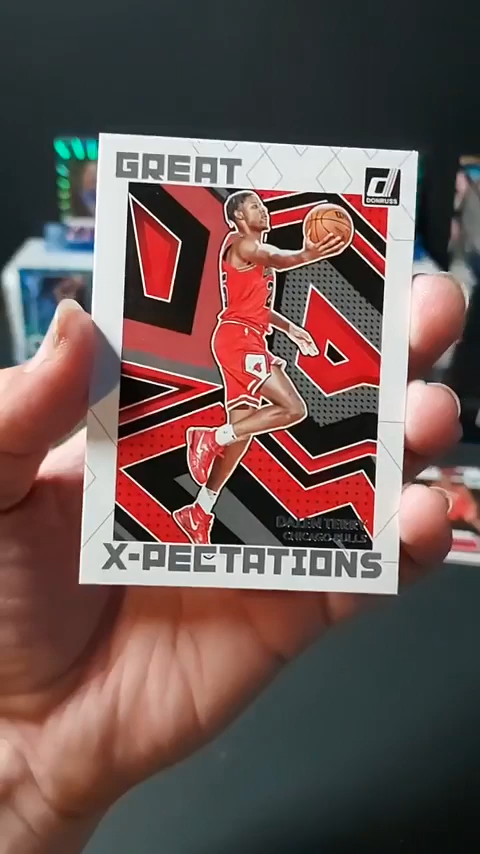 GREAT
DONRUSS
DALEN TERRY
CHICAGO BULLS
X-PECTATIONS